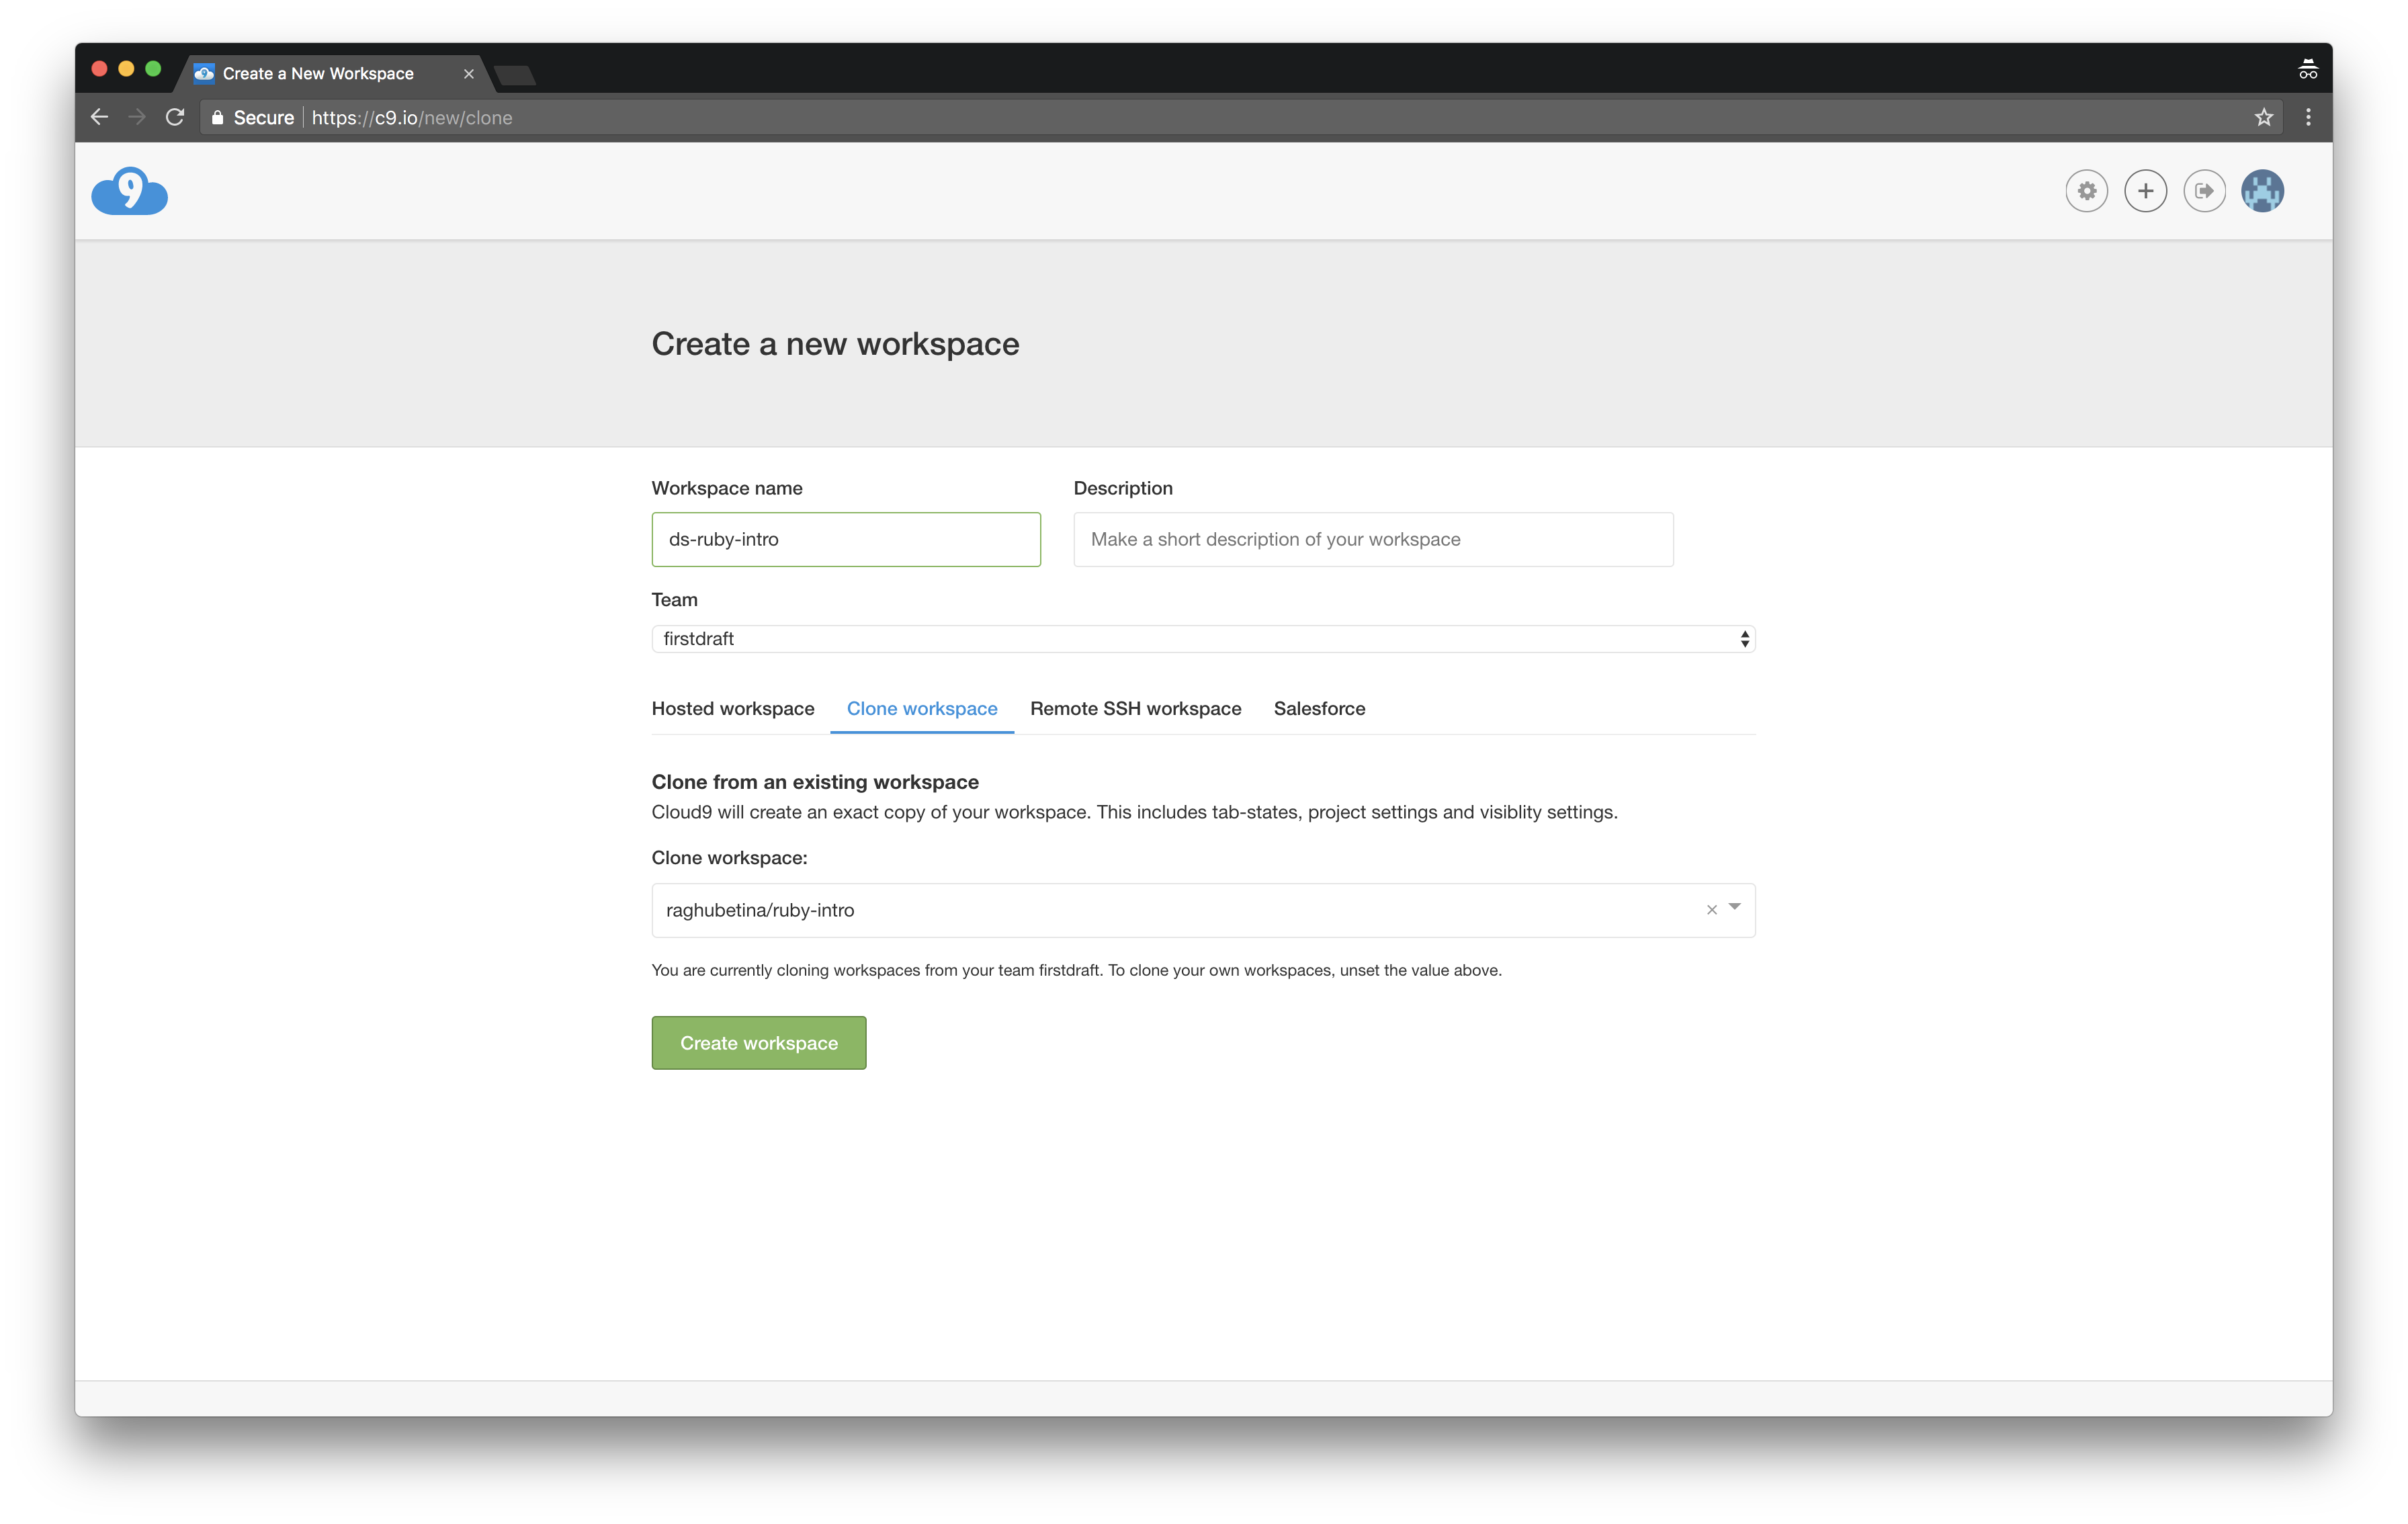 Create a New Workspace
Secure https://c9.io/new/clone
9
Create a new workspace
Workspace name Description
ds-ruby-intro Make a short description of your workspace
Team
firstdraft
Hosted workspace Clone workspace Remote SSH workspace Salesforce
Clone from an existing workspace
Cloud9 will create an exact copy of your workspace. This includes tab-states, project settings and visiblity settings.
Clone workspace:
raghubetina/ruby-intro
You are currently cloning workspaces from your team firstdraft. To clone your own workspaces, unset the value above.
Create workspace